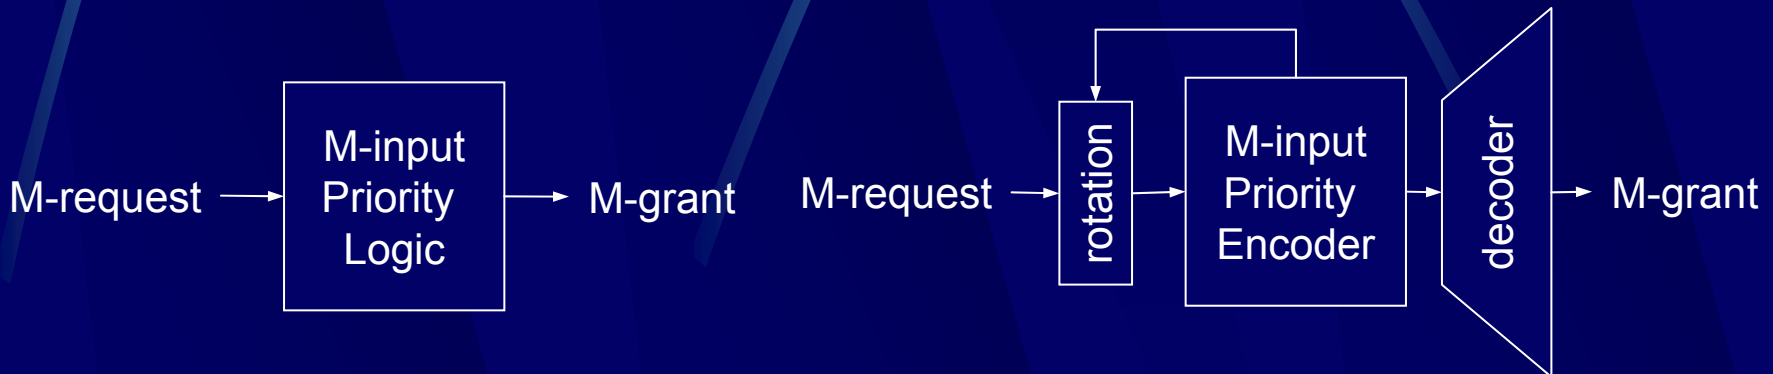 M-request
M-input
Priority
Logic
M-grant
M-request
rotation
M-input
Priority
Encoder
decoder
M-grant